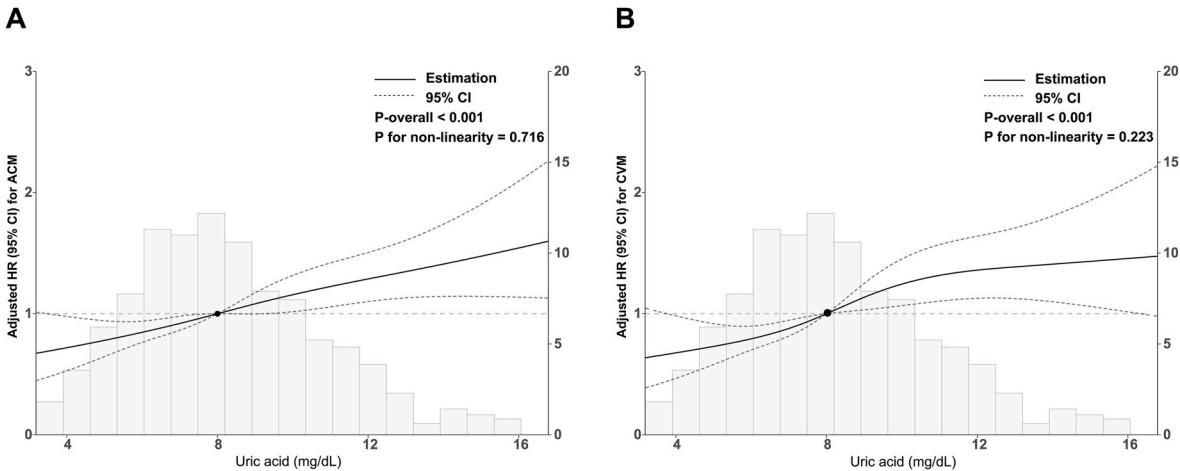 A
3
2
1
0
Adjusted HR (95% CI) for ACM
Estimation
95% CI
P-overall < 0.001
P for non-linearity = 0.716
20
15
10
5
0
4
8
12
16
Uric acid (mg/dL)
B
3
2
1
0
Adjusted HR (95% CI) for CVM
Estimation
95% CI
P-overall < 0.001
P for non-linearity = 0.223
20
15
10
5
0
4
8
12
16
Uric acid (mg/dL)